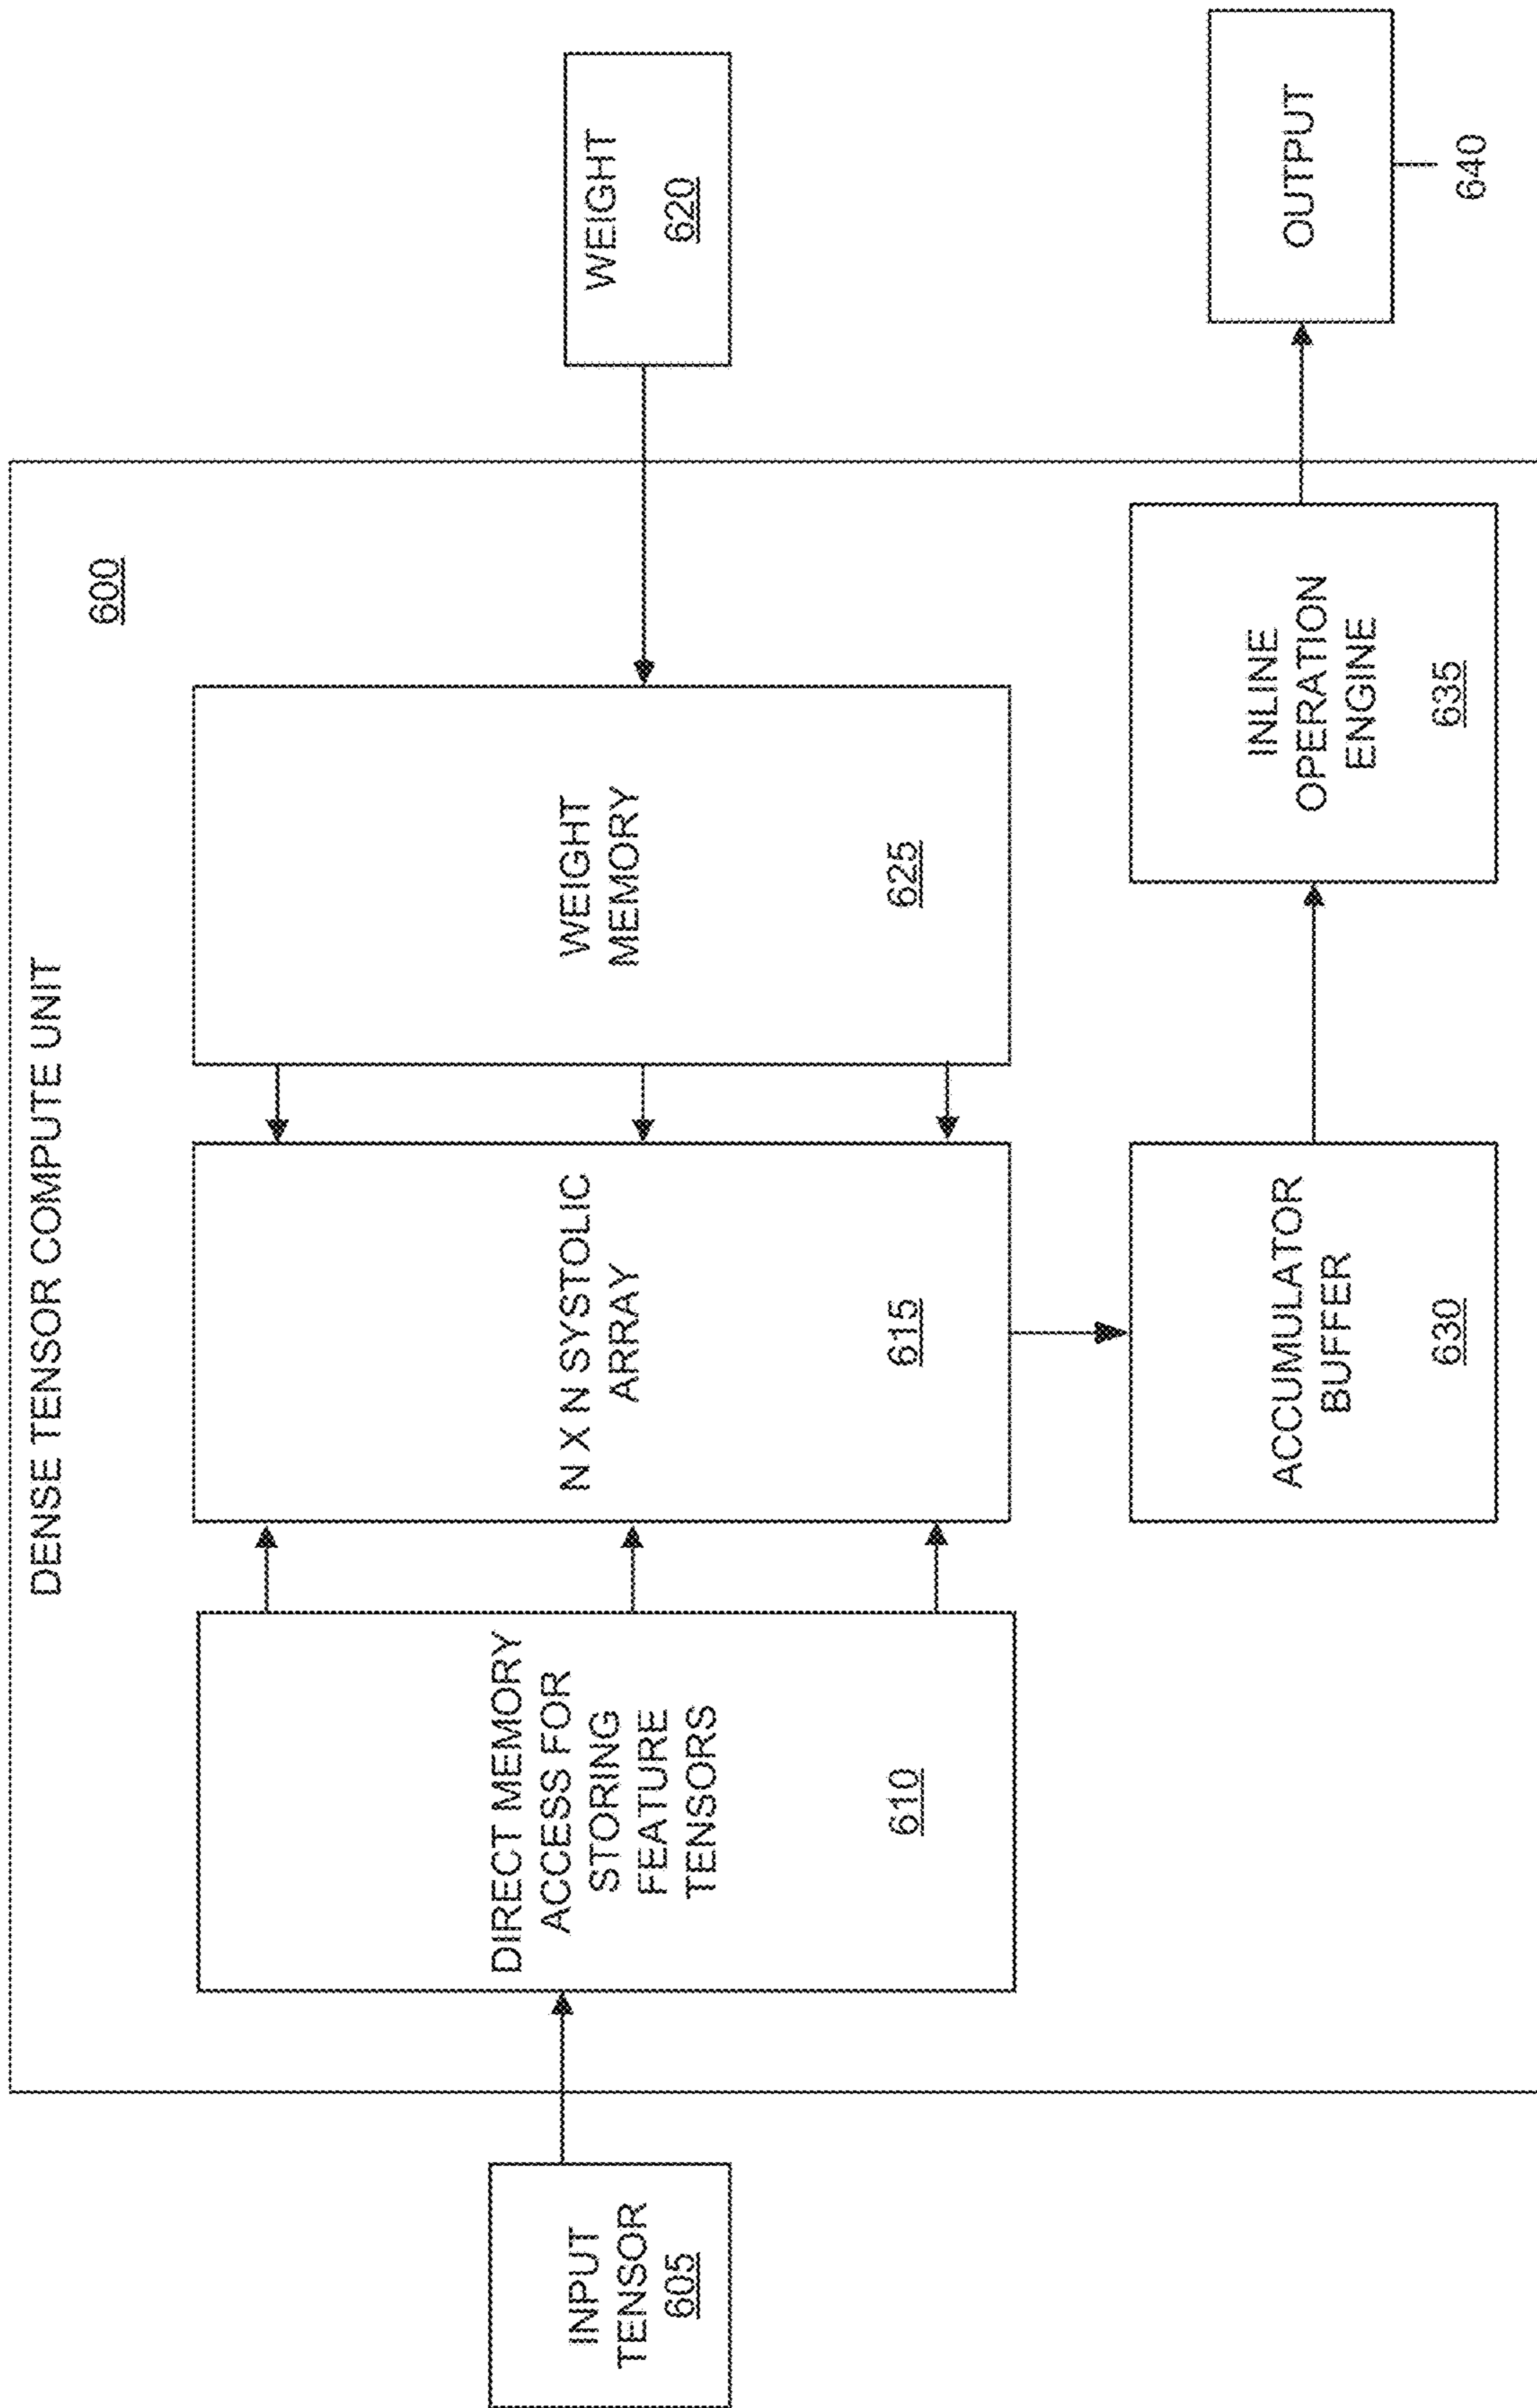 DENSE TENSOR COMPUTE UNIT
600
INPUT
TENSOR
605
DIRECT MEMORY
ACCESS FOR
STORING
FEATURE
TENSORS
610
N X N SYSTOLIC
ARRAY
615
WEIGHT
MEMORY
625
WEIGHT
620
ACCUMULATOR
BUFFER
630
INLINE
OPERATION
ENGINE
635
OUTPUT
640